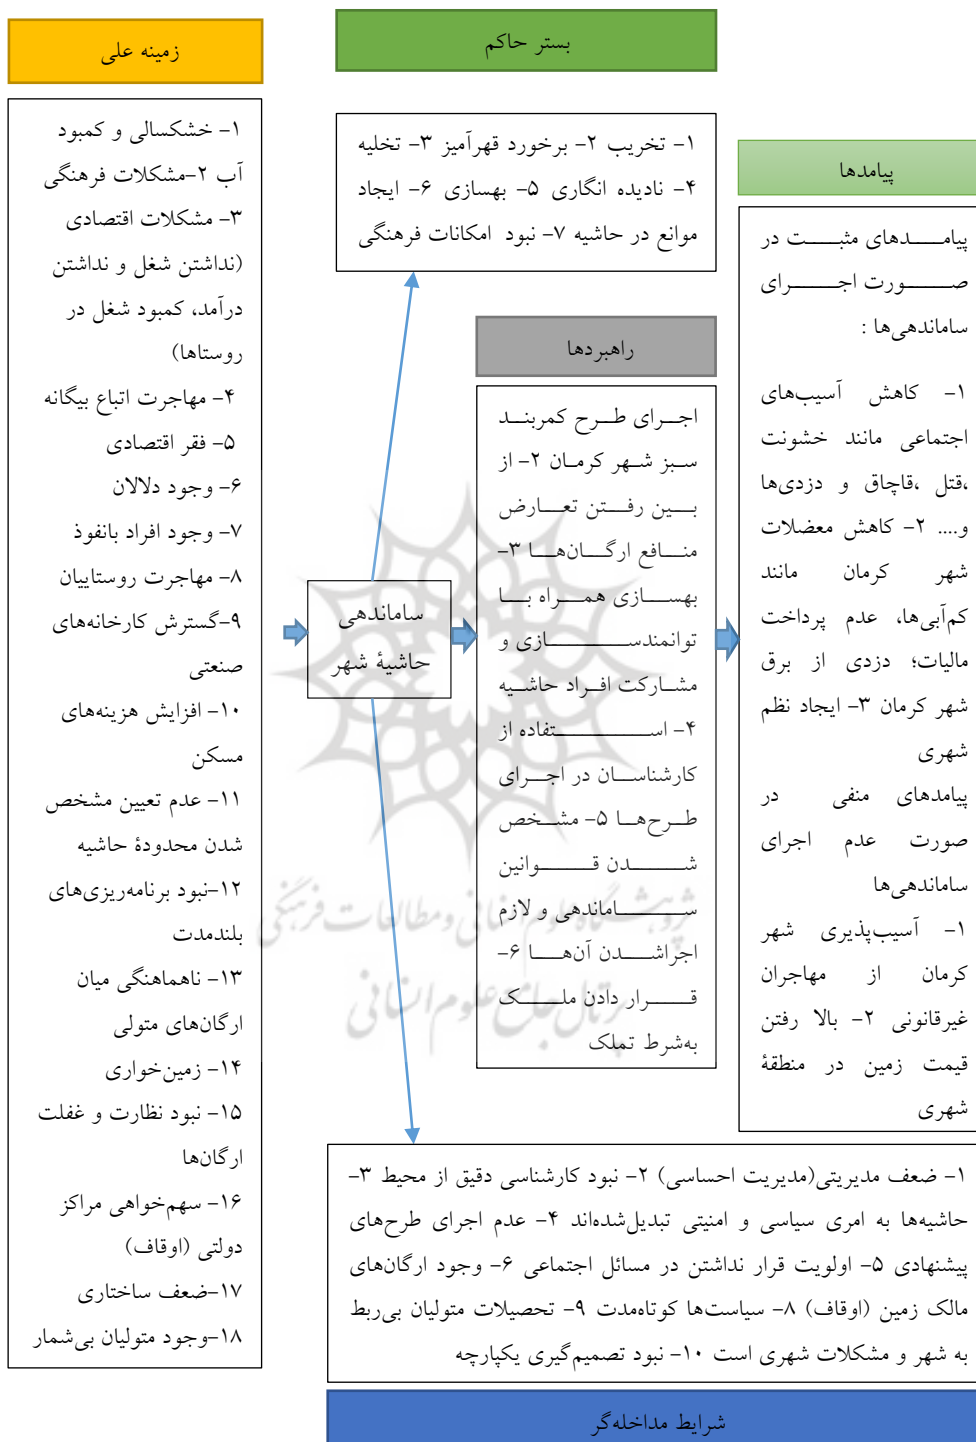 زمینه علی
۱- خشکسالی و کمبود
آب ۲-مشکلات فرهنگی
۳- مشکلات اقتصادی
(نداشتن شغل و نداشتن
درآمد، کمبود شغل در
روستاها)
۴- مهاجرت اتباع بیگانه
۵- فقر اقتصادی
۶- وجود دلالان
۷- وجود افراد بانفوذ
۸- مهاجرت روستاییان
۹-گسترش کارخانه‌های
صنعتی
۱۰- افزایش هزینه‌های
مسکن
۱۱- عدم تعیین مشخص
شدن محدودهٔ حاشیه
۱۲-نبود برنامه‌ریزی‌های
بلندمدت
۱۳- ناهماهنگی میان
ارگان‌های متولی
۱۴- زمین‌خواری
۱۵- نبود نظارت و غفلت
ارگان‌ها
۱۶- سهم‌خواهی مراکز
دولتی (اوقاف)
۱۷-ضعف ساختاری
۱۸-وجود متولیان بی‌شمار
بستر حاکم
۱- تخریب ۲- برخورد قهرآمیز ۳- تخلیه
۴- نادیده انگاری ۵- بهسازی ۶- ایجاد
موانع در حاشیه ۷- نبود امکانات فرهنگی
ساماندهی
حاشیهٔ شهر
راهبردها
اجرای طرح کمربند
سبز شهر کرمان ۲- از
بین رفتن تعارض
منافع ارگان‌ها ۳-
بهسازی همراه با
توانمندسازی و
مشارکت افراد حاشیه
۴- استفاده از
کارشناسان در اجرای
طرح‌ها ۵- مشخص
شدن قوانین
ساماندهی و لازم
اجراشدن آن‌ها ۶-
قرار دادن ملک
به‌شرط تملک
پیامدها
پیامدهای مثبت در
صورت اجرای
ساماندهی‌ها :
۱- کاهش آسیب‌های
اجتماعی مانند خشونت
،قتل ،قاچاق و دزدی‌ها
و.... ۲- کاهش معضلات
شهر کرمان مانند
کم‌آبی‌ها، عدم پرداخت
مالیات؛ دزدی از برق
شهر کرمان ۳- ایجاد نظم
شهری
پیامدهای منفی در
صورت عدم اجرای
ساماندهی‌ها
۱- آسیب‌پذیری شهر
کرمان از مهاجران
غیرقانونی ۲- بالا رفتن
قیمت زمین در منطقهٔ
شهری
۱- ضعف مدیریتی(مدیریت احساسی) ۲- نبود کارشناسی دقیق از محیط ۳-
حاشیه‌ها به امری سیاسی و امنیتی تبدیل‌شده‌اند ۴- عدم اجرای طرح‌های
پیشنهادی ۵- اولویت قرار نداشتن در مسائل اجتماعی ۶- وجود ارگان‌های
مالک زمین (اوقاف) ۸- سیاست‌ها کوتاه‌مدت ۹- تحصیلات متولیان بی‌ربط
به شهر و مشکلات شهری است ۱۰- نبود تصمیم‌گیری یکپارچه
شرایط مداخله‌گر
پژوهشگاه علوم انسانی و مطالعات فرهنگی
پرتال جامع علوم انسانی